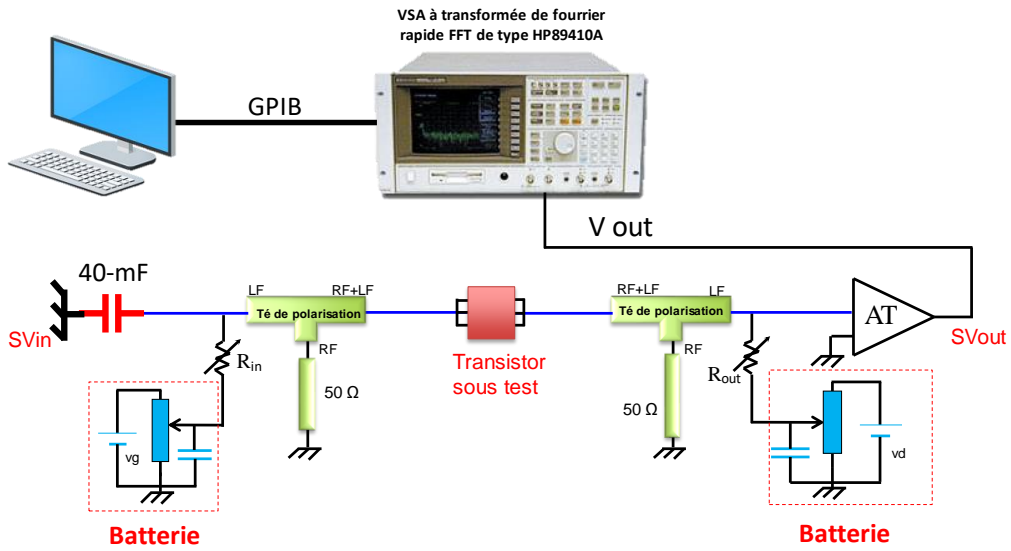 VSA à transformée de fourrier
rapide FFT de type HP89410A
GPIB
V out
40-mF
SVin
LF
RF+LF
Té de polarisation
RF
Rin
50 Ω
vg
Batterie
Transistor
sous test
RF+LF
LF
Té de polarisation
RF
Rout
50 Ω
vd
Batterie
AT
SVout